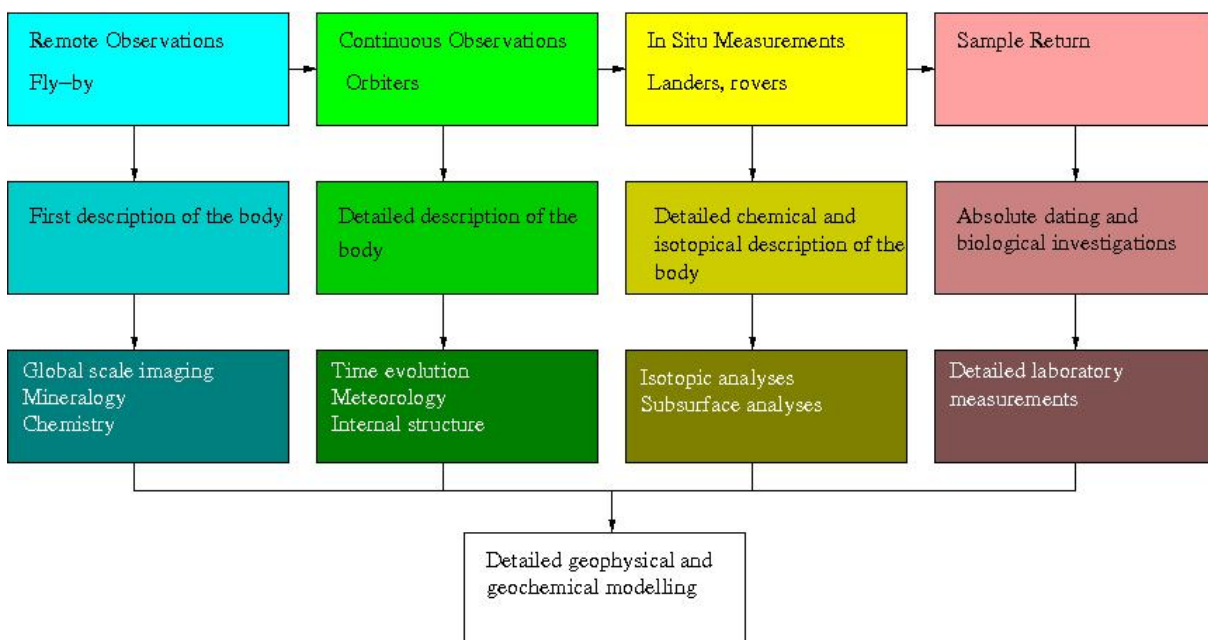 Remote Observations
Fly-by
Continuous Observations
Orbiters
In Situ Measurements
Landers, rovers
Sample Return
First description of the body
Detailed description of the
body
Detailed chemical and
isotopical description of the
body
Absolute dating and
biological investigations
Global scale imaging
Mineralogy
Chemistry
Time evolution
Meteorology
Internal structure
Isotopic analyses
Subsurface analyses
Detailed laboratory
measurements
Detailed geophysical and
geochemical modelling